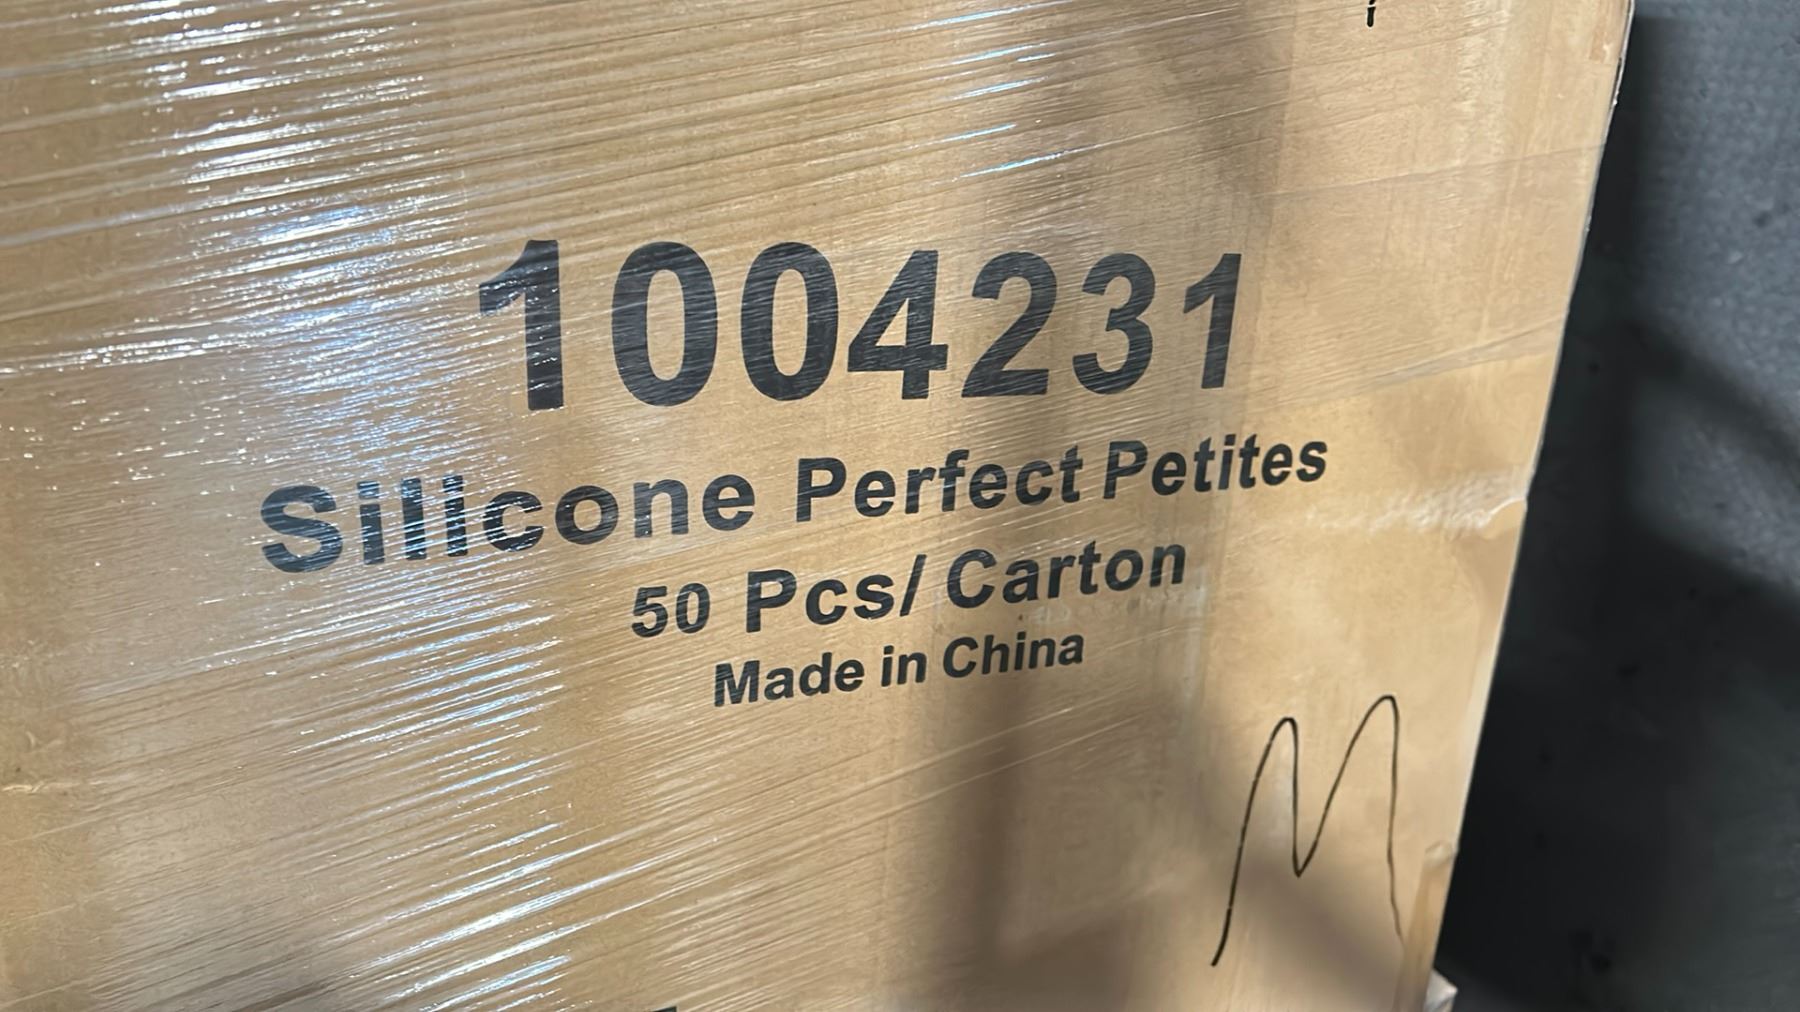 1004231
Silicone Perfect Petites
50 Pcs/ Carton
Made in China
M